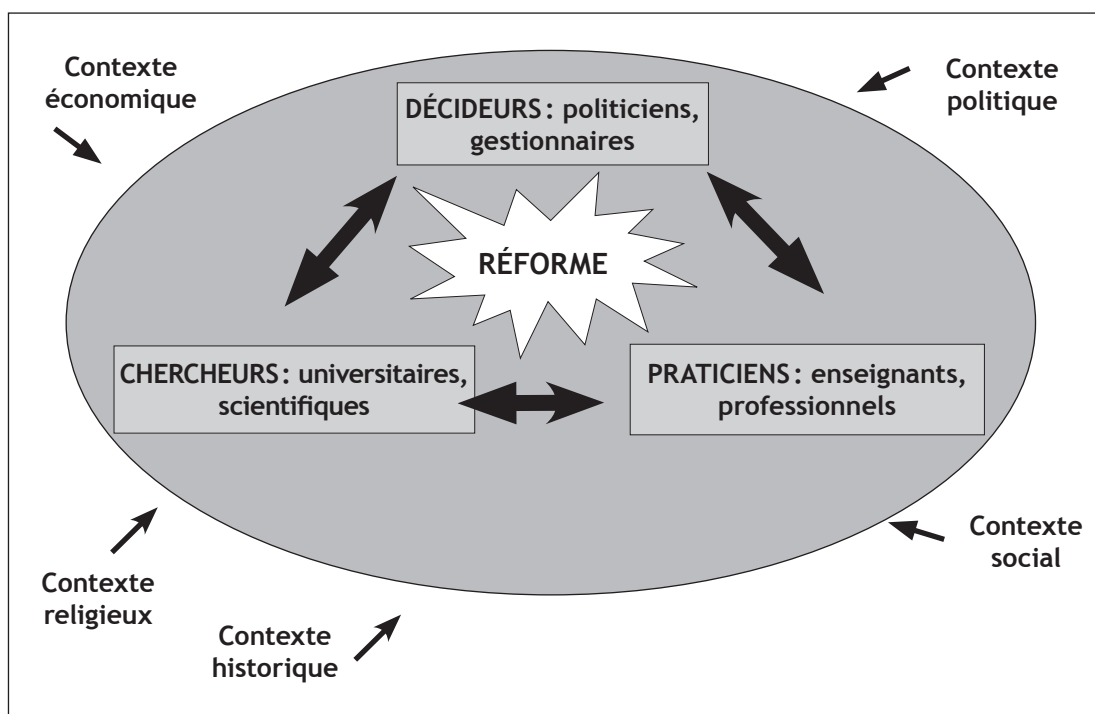 Contexte
économique
Contexte
politique
DÉCIDEURS : politiciens,
gestionnaires
RÉFORME
CHERCHEURS : universitaires,
scientifiques
PRATICIENS : enseignants,
professionnels
Contexte
social
Contexte
religieux
Contexte
historique